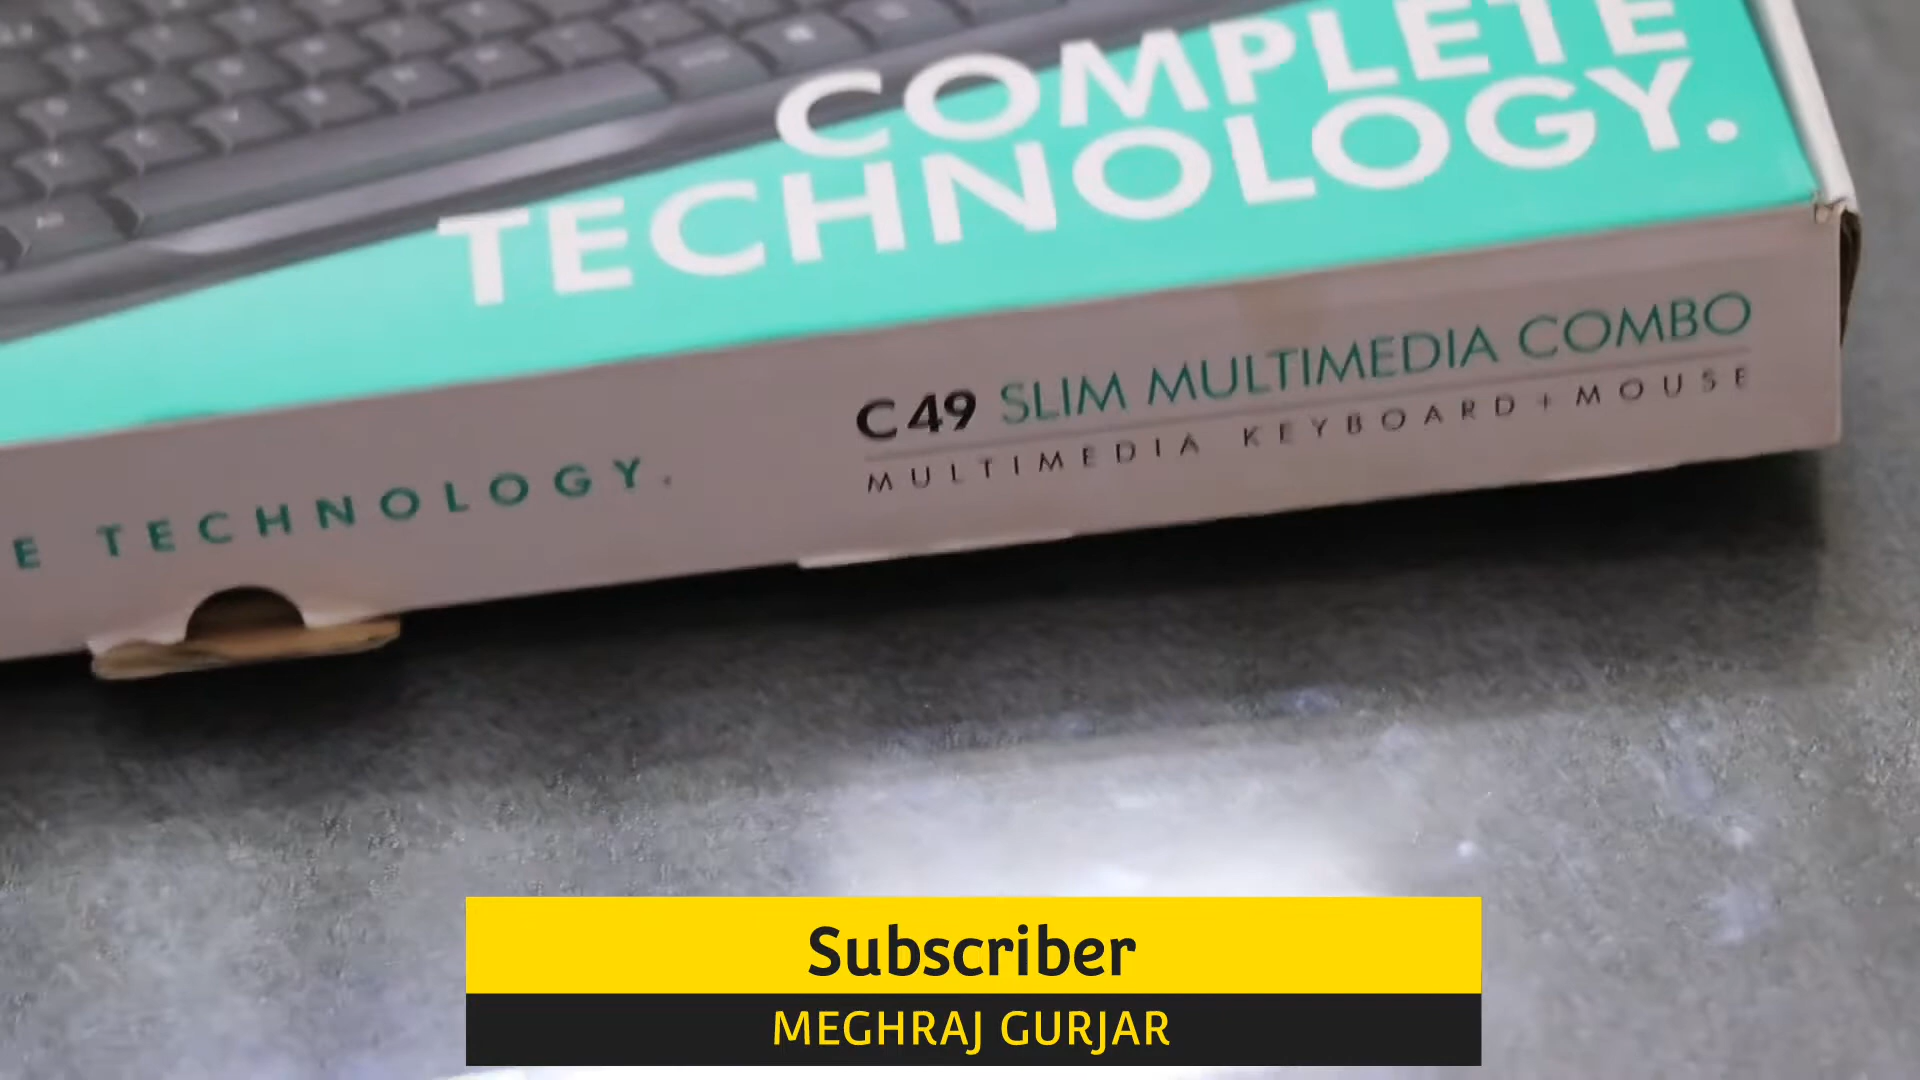 COMPLETE
TECHNOLOGY.
C49 SLIM MULTIMEDIA COMBO
MULTIMEDIA KEYBOARD+MOUSE
E TECHNOLOGY.
Subscriber
MEGHRAJ GURJAR